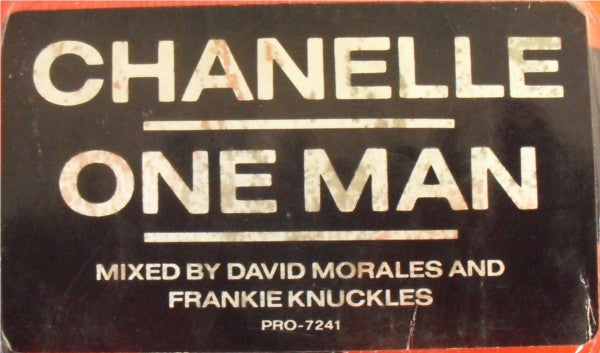 CHANELLE
ONE MAN
MIXED BY DAVID MORALES AND
FRANKIE KNUCKLES
PRO-7241